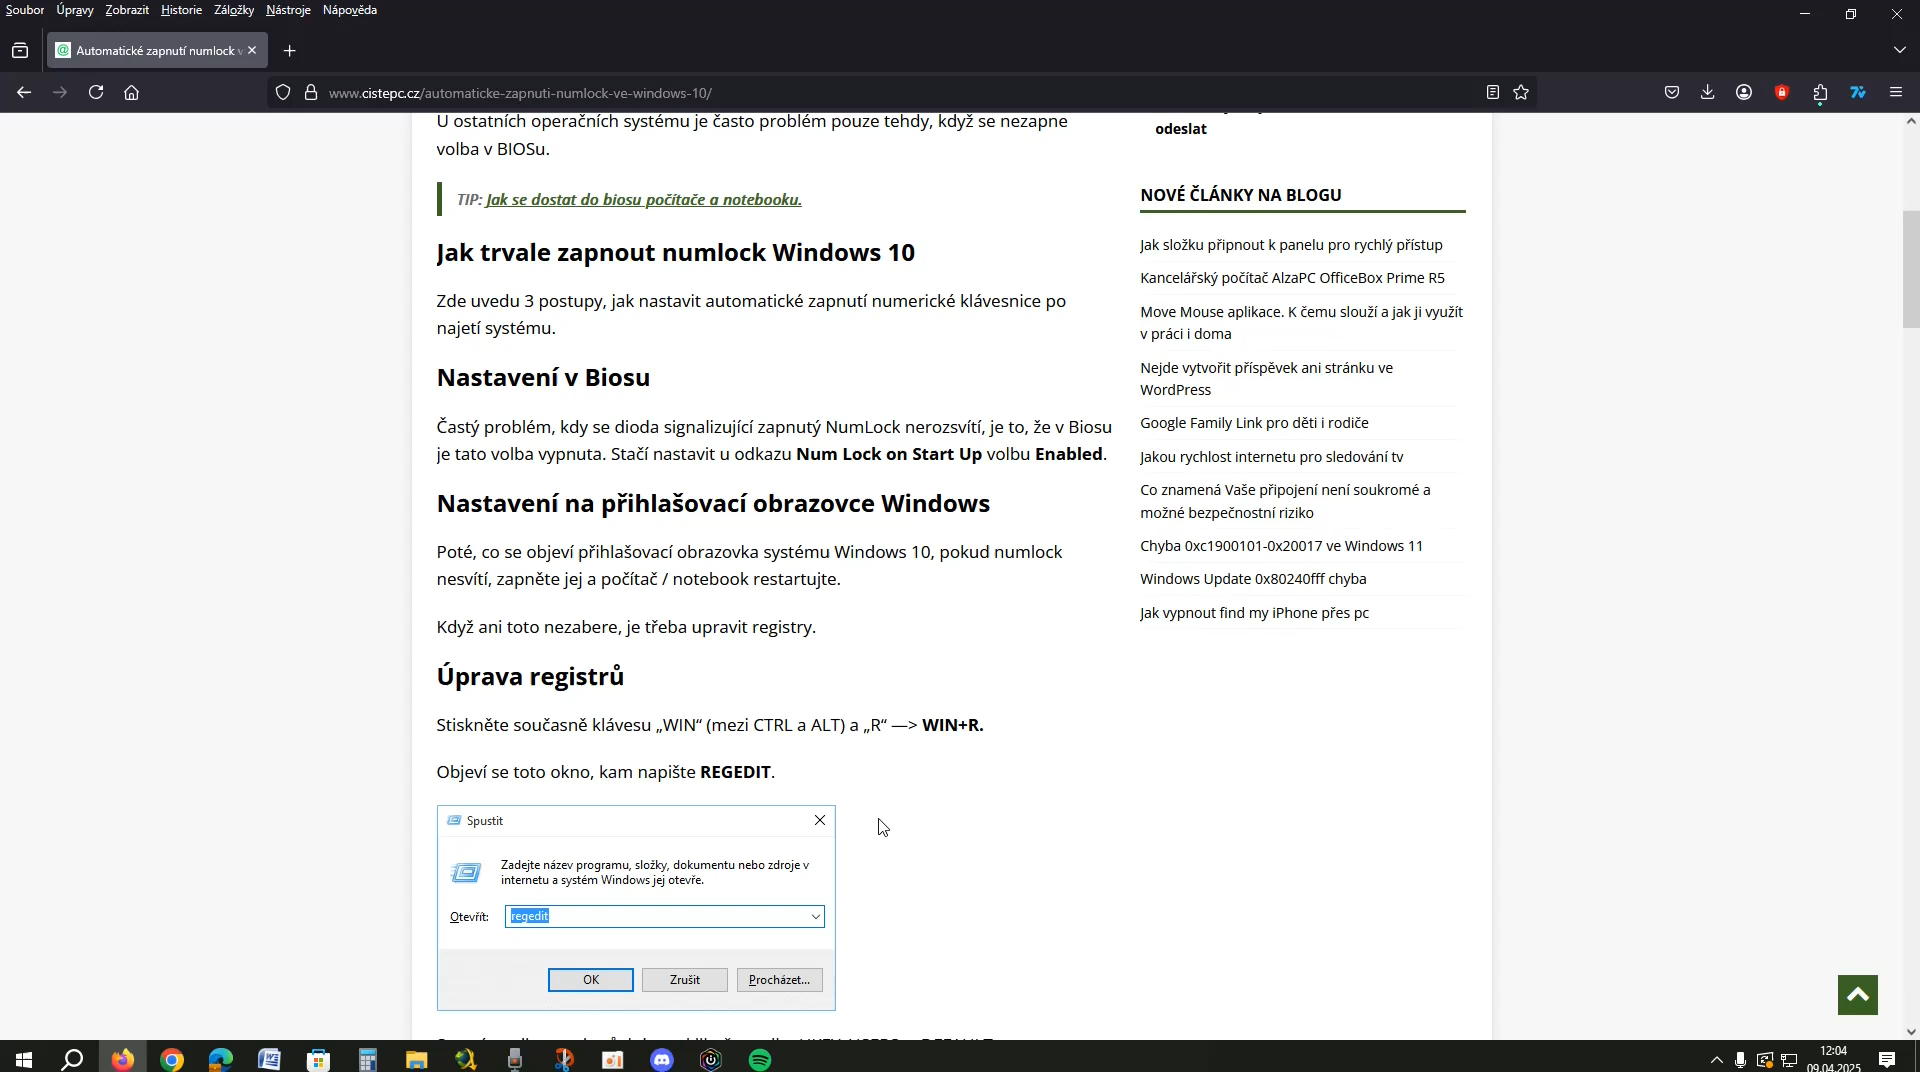 Soubor Úpravy Zobrazit Historie Záložky Nástroje Nápověda
Automatické zapnutí numlock v
www.cistepc.cz/automaticke-zapnuti-numlock-ve-windows-10/
U ostatních operačních systému je často problém pouze tehdy, když se nezapne
volba v BIOSu.
TIP: Jak se dostat do biosu počítače a notebooku.
Jak trvale zapnout numlock Windows 10
Zde uvedu 3 postupy, jak nastavit automatické zapnutí numerické klávesnice po
najetí systému.
Nastavení v Biosu
Častý problém, kdy se dioda signalizující zapnutý NumLock nerozsvítí, je to, že v Biosu
je tato volba vypnuta. Stačí nastavit u odkazu Num Lock on Start Up volbu Enabled.
Nastavení na přihlašovací obrazovce Windows
Poté, co se objeví přihlašovací obrazovka systému Windows 10, pokud numlock
nesvítí, zapněte jej a počítač / notebook restartujte.
Když ani toto nezabere, je třeba upravit registry.
Úprava registrů
Stiskněte současně klávesu „WIN“ (mezi CTRL a ALT) a „R“ —> WIN+R.
Objeví se toto okno, kam napište REGEDIT.
Spustit
Zadejte název programu, složky, dokumentu nebo zdroje v
internetu a systém Windows jej otevře.
Otevřít: regedit
OK Zrušit Procházet...
odeslat
NOVÉ ČLÁNKY NA BLOGU
Jak složku připnout k panelu pro rychlý přístup
Kancelářský počítač AlzaPC OfficeBox Prime R5
Move Mouse aplikace. K čemu slouží a jak ji využít
v práci i doma
Nejde vytvořit příspěvek ani stránku ve
WordPress
Google Family Link pro děti i rodiče
Jakou rychlost internetu pro sledování tv
Co znamená Vaše připojení není soukromé a
možné bezpečnostní riziko
Chyba 0xc1900101-0x20017 ve Windows 11
Windows Update 0x80240fff chyba
Jak vypnout find my iPhone přes pc
12:04
09.04.2025